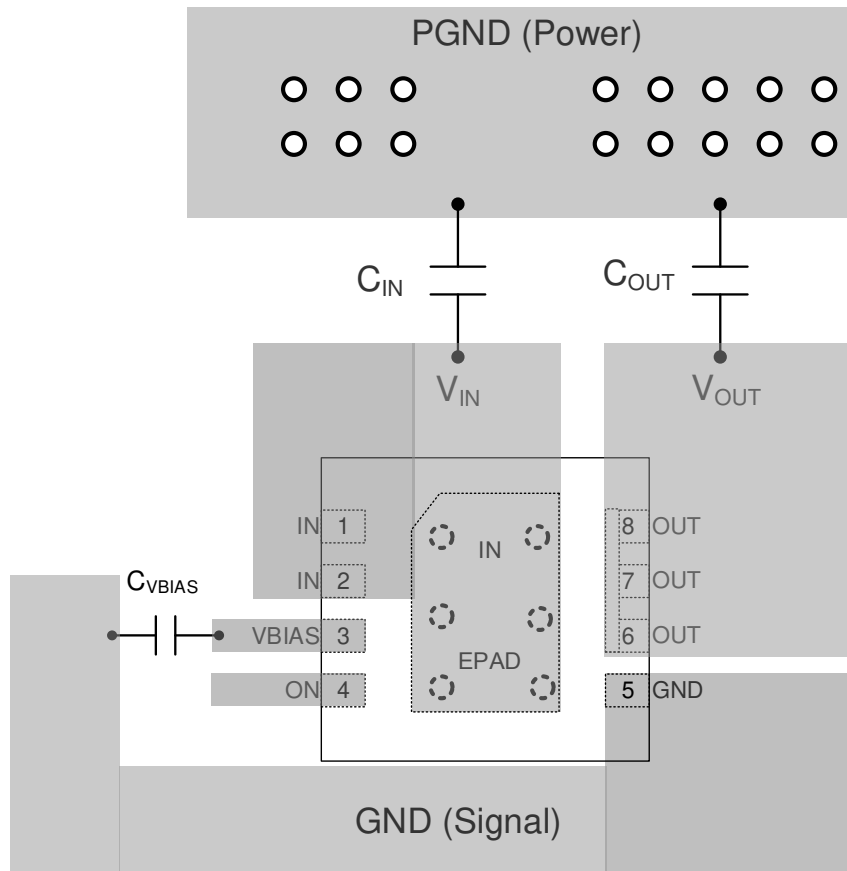 PGND (Power)
CIN
COUT
VIN
VOUT
IN 1
8 OUT
IN
IN 2
7 OUT
CVBIAS
VBIAS 3
6 OUT
EPAD
ON 4
5 GND
GND (Signal)